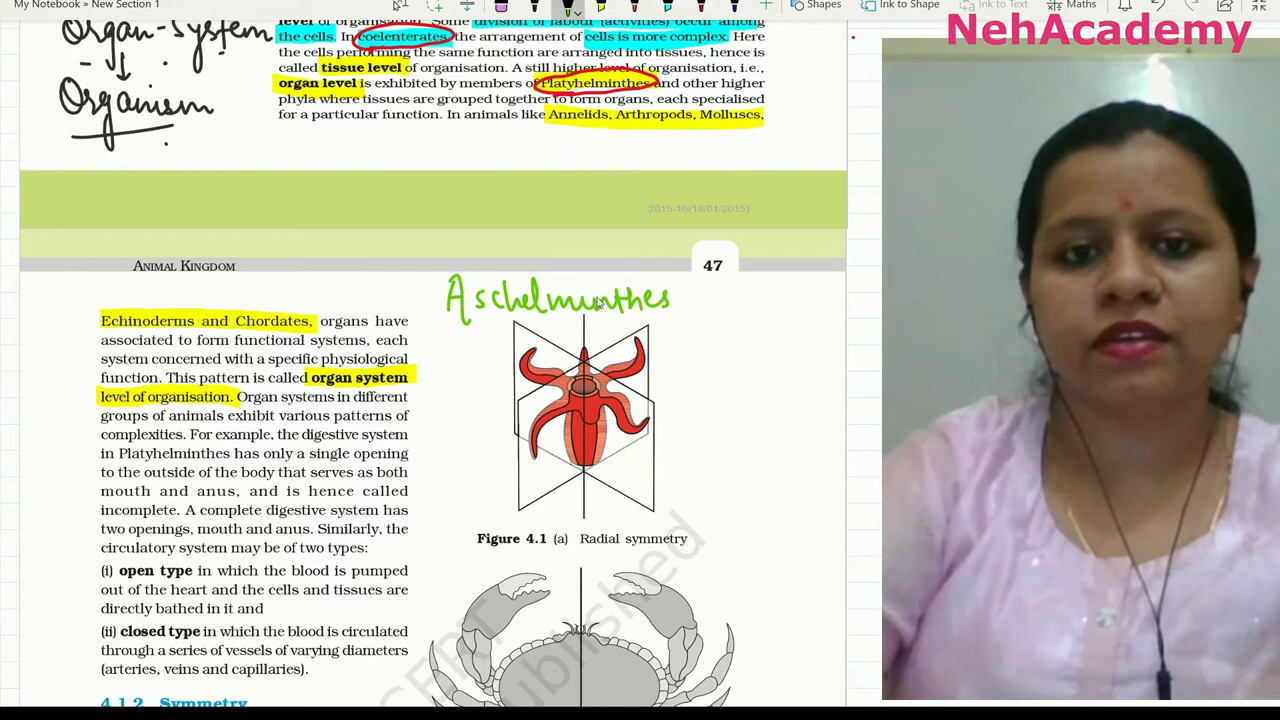 My Notebook » New Section 1
Shapes
Ink to Shape
Ink to Text
Maths
NehAcademy
Organ-System
↓
Organism
level of organisation. Some division of labour (activities) occur among
the cells. In coelenterates, the arrangement of cells is more complex. Here
the cells performing the same function are arranged into tissues, hence is
called tissue level of organisation. A still higher level of organisation, i.e.,
organ level is exhibited by members of Platyhelminthes and other higher
phyla where tissues are grouped together to form organs, each specialised
for a particular function. In animals like Annelids, Arthropods, Molluscs,
2015-16(10/01/2015)
ANIMAL KINGDOM
47
Aschelminthes
Echinoderms and Chordates, organs have
associated to form functional systems, each
system concerned with a specific physiological
function. This pattern is called organ system
level of organisation. Organ systems in different
groups of animals exhibit various patterns of
complexities. For example, the digestive system
in Platyhelminthes has only a single opening
to the outside of the body that serves as both
mouth and anus, and is hence called
incomplete. A complete digestive system has
two openings, mouth and anus. Similarly, the
circulatory system may be of two types:
(i) open type in which the blood is pumped
out of the heart and the cells and tissues are
directly bathed in it and
(ii) closed type in which the blood is circulated
through a series of vessels of varying diameters
(arteries, veins and capillaries).
4.1.2 Symmetry
Figure 4.1 (a) Radial symmetry